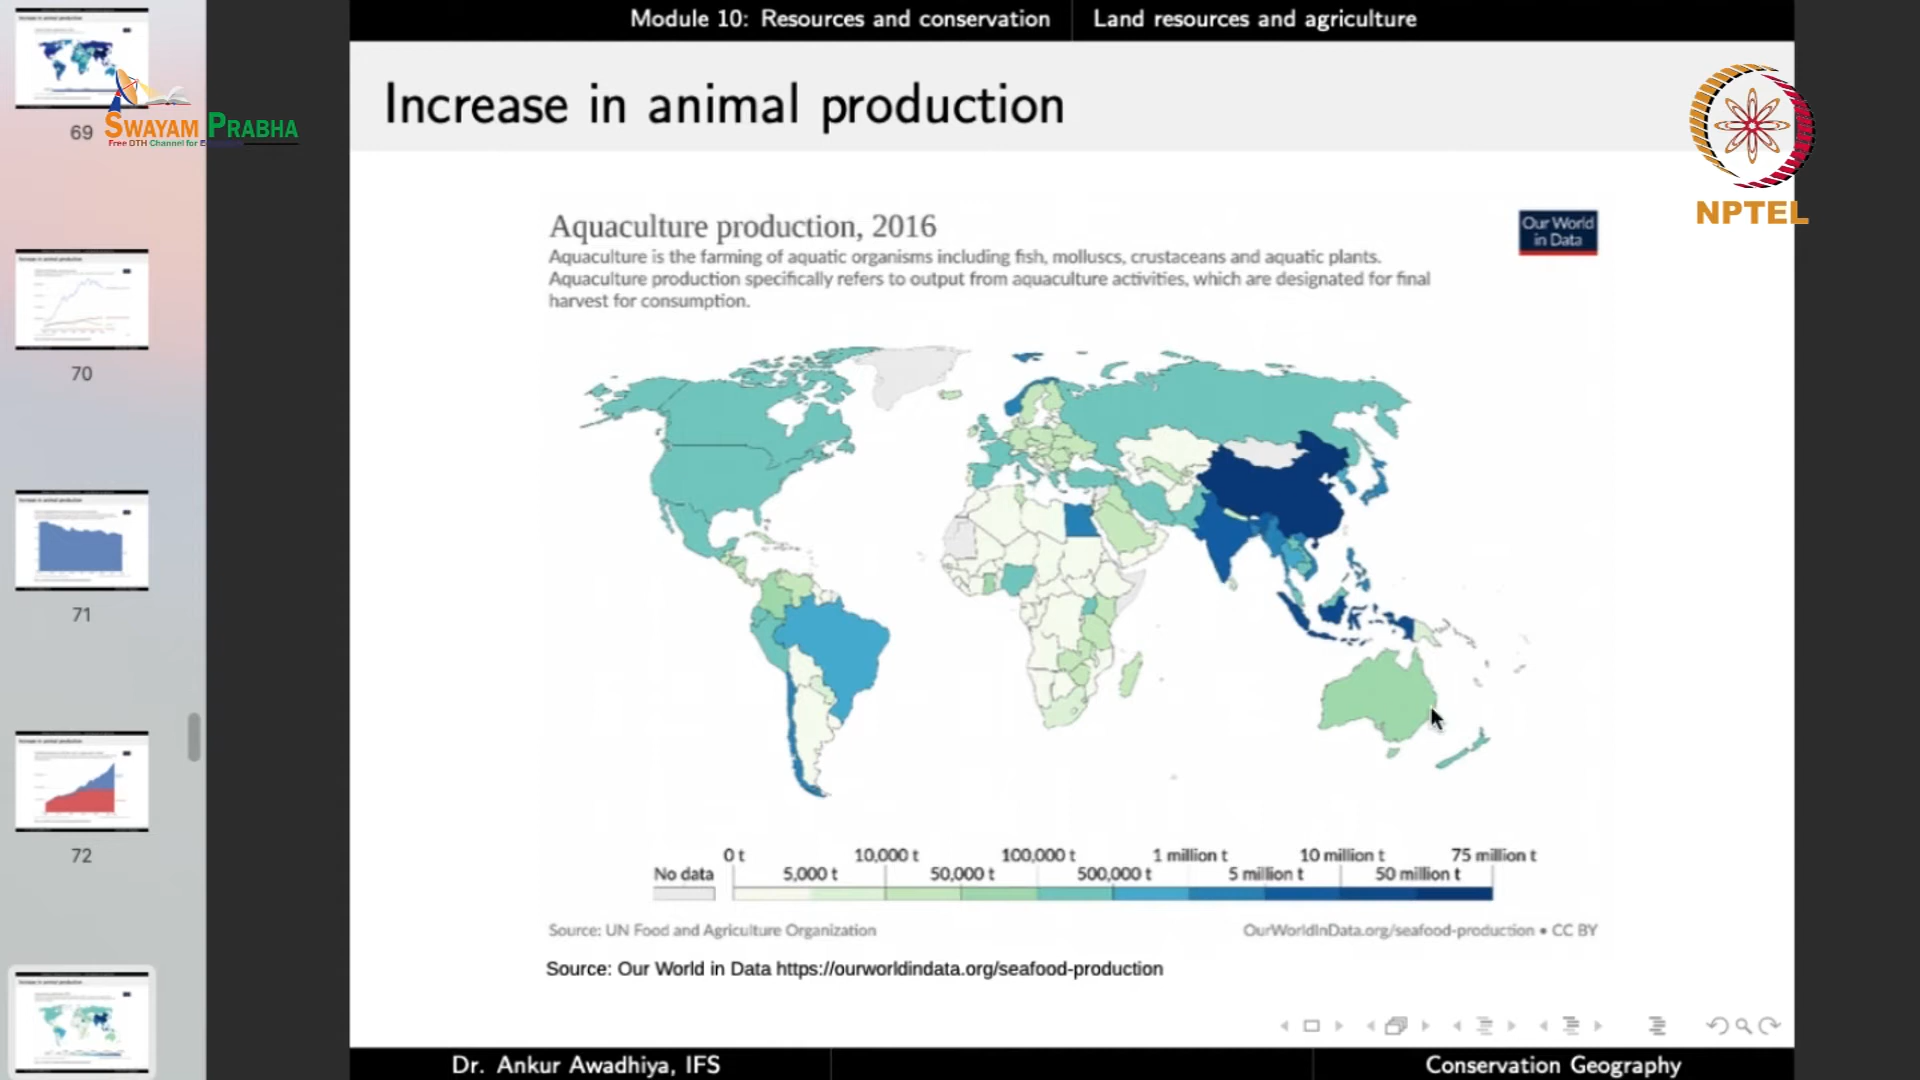 Module 10: Resources and conservation
Land resources and agriculture
Increase in animal production
69
SWAYAM PRABHA
Free DTH Channel for
NPTEL
70
71
72
Aquaculture production, 2016
Our World
in Data
Aquaculture is the farming of aquatic organisms including fish, molluscs, crustaceans and aquatic plants.
Aquaculture production specifically refers to output from aquaculture activities, which are designated for final
harvest for consumption.
No data
0 t
5,000 t
10,000 t
50,000 t
100,000 t
500,000 t
1 million t
5 million t
10 million t
50 million t
75 million t
Source: UN Food and Agriculture Organization
OurWorldInData.org/seafood-production • CC BY
Source: Our World in Data https://ourworldindata.org/seafood-production
Dr. Ankur Awadhiya, IFS
Conservation Geography